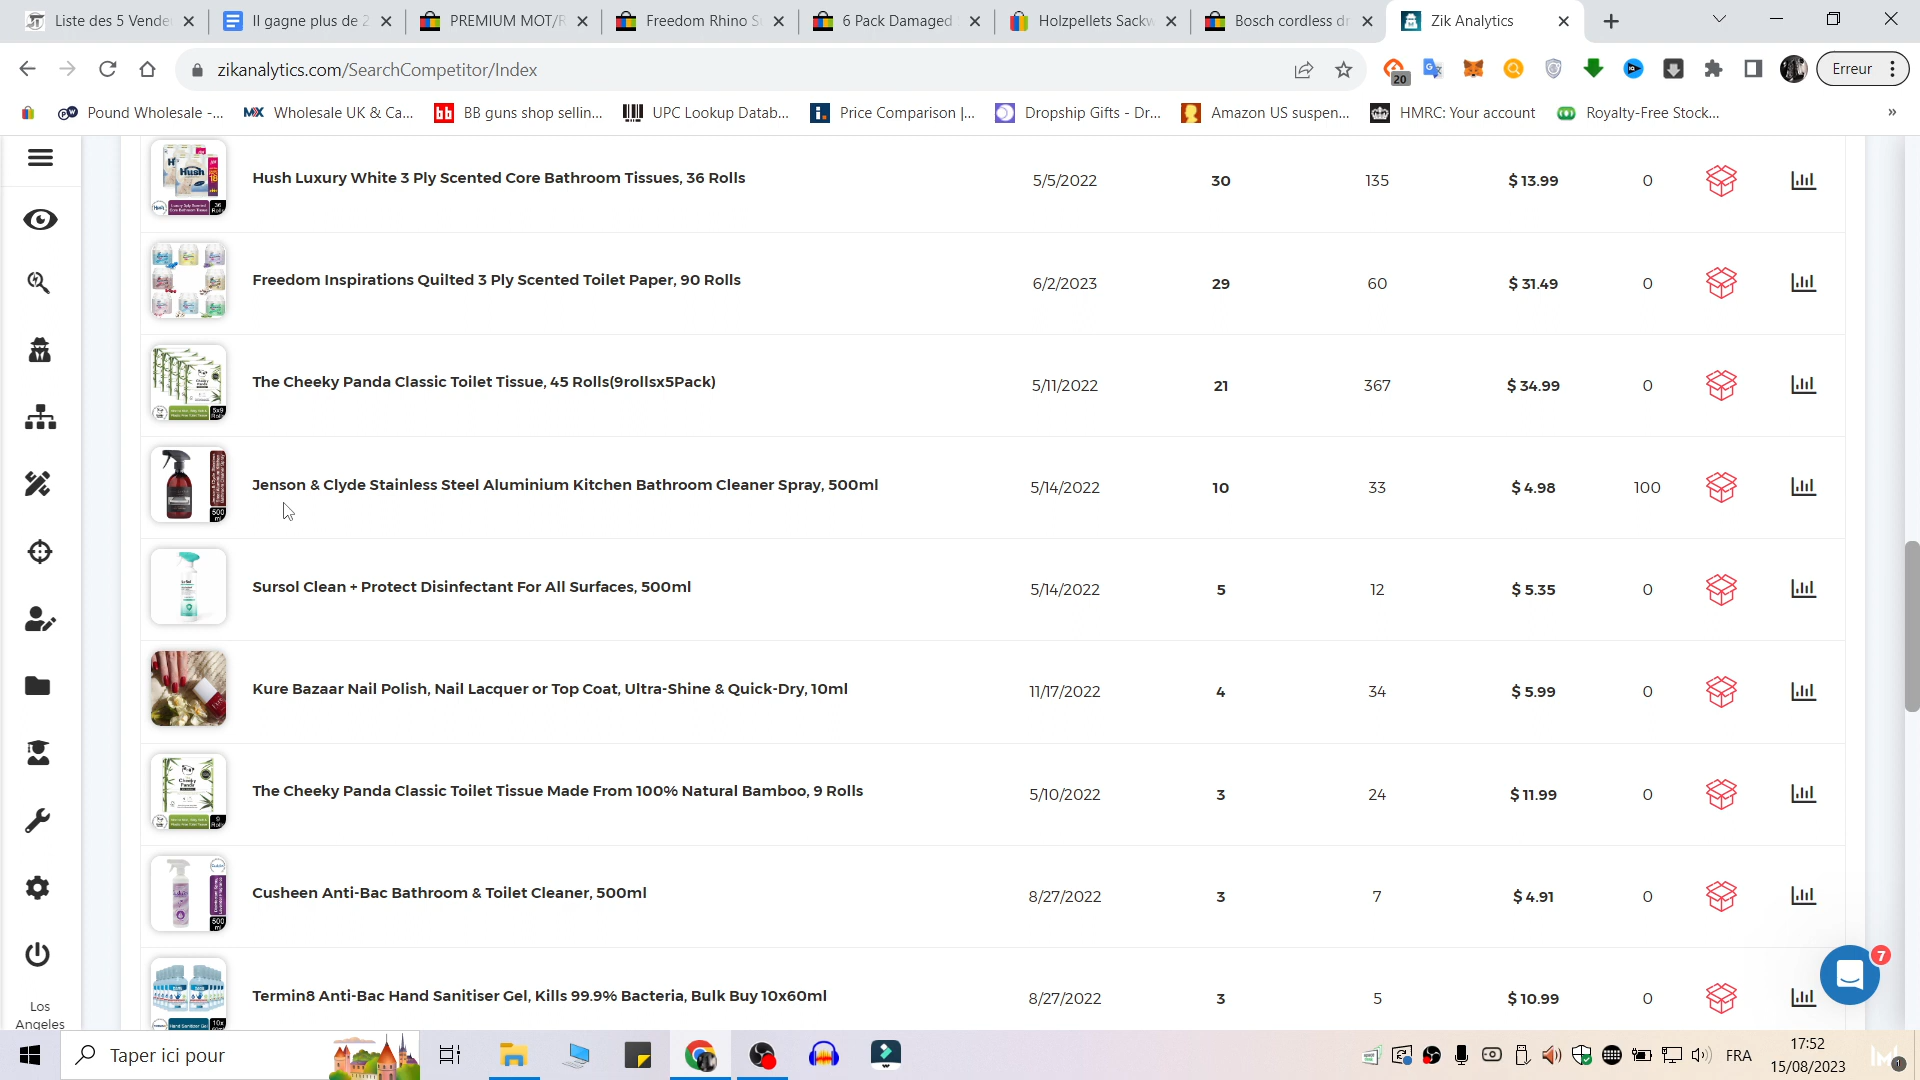 Liste des 5 Vende
Il gagne plus de 2
PREMIUM MOT/R
Freedom Rhino S
6 Pack Damaged
Holzpellets Sackw
Bosch cordless dr
Zik Analytics
zikanalytics.com/SearchCompetitor/Index
20
Erreur
Pound Wholesale -...
Wholesale UK & Ca...
BB guns shop sellin...
UPC Lookup Datab...
Price Comparison |...
Dropship Gifts - Dr...
Amazon US suspen...
HMRC: Your account
Royalty-Free Stock...
»
Hush Luxury White 3 Ply Scented Core Bathroom Tissues, 36 Rolls 5/5/2022 30 135 $ 13.99 0
Freedom Inspirations Quilted 3 Ply Scented Toilet Paper, 90 Rolls 6/2/2023 29 60 $ 31.49 0
The Cheeky Panda Classic Toilet Tissue, 45 Rolls(9rollsx5Pack) 5/11/2022 21 367 $ 34.99 0
Jenson & Clyde Stainless Steel Aluminium Kitchen Bathroom Cleaner Spray, 500ml 5/14/2022 10 33 $ 4.98 100
Sursol Clean + Protect Disinfectant For All Surfaces, 500ml 5/14/2022 5 12 $ 5.35 0
Kure Bazaar Nail Polish, Nail Lacquer or Top Coat, Ultra-Shine & Quick-Dry, 10ml 11/17/2022 4 34 $ 5.99 0
The Cheeky Panda Classic Toilet Tissue Made From 100% Natural Bamboo, 9 Rolls 5/10/2022 3 24 $ 11.99 0
Cusheen Anti-Bac Bathroom & Toilet Cleaner, 500ml 8/27/2022 3 7 $ 4.91 0
Termin8 Anti-Bac Hand Sanitiser Gel, Kills 99.9% Bacteria, Bulk Buy 10x60ml 8/27/2022 3 5 $ 10.99 0
7
Los
Angeles
Taper ici pour
FRA
17:52
15/08/2023
1